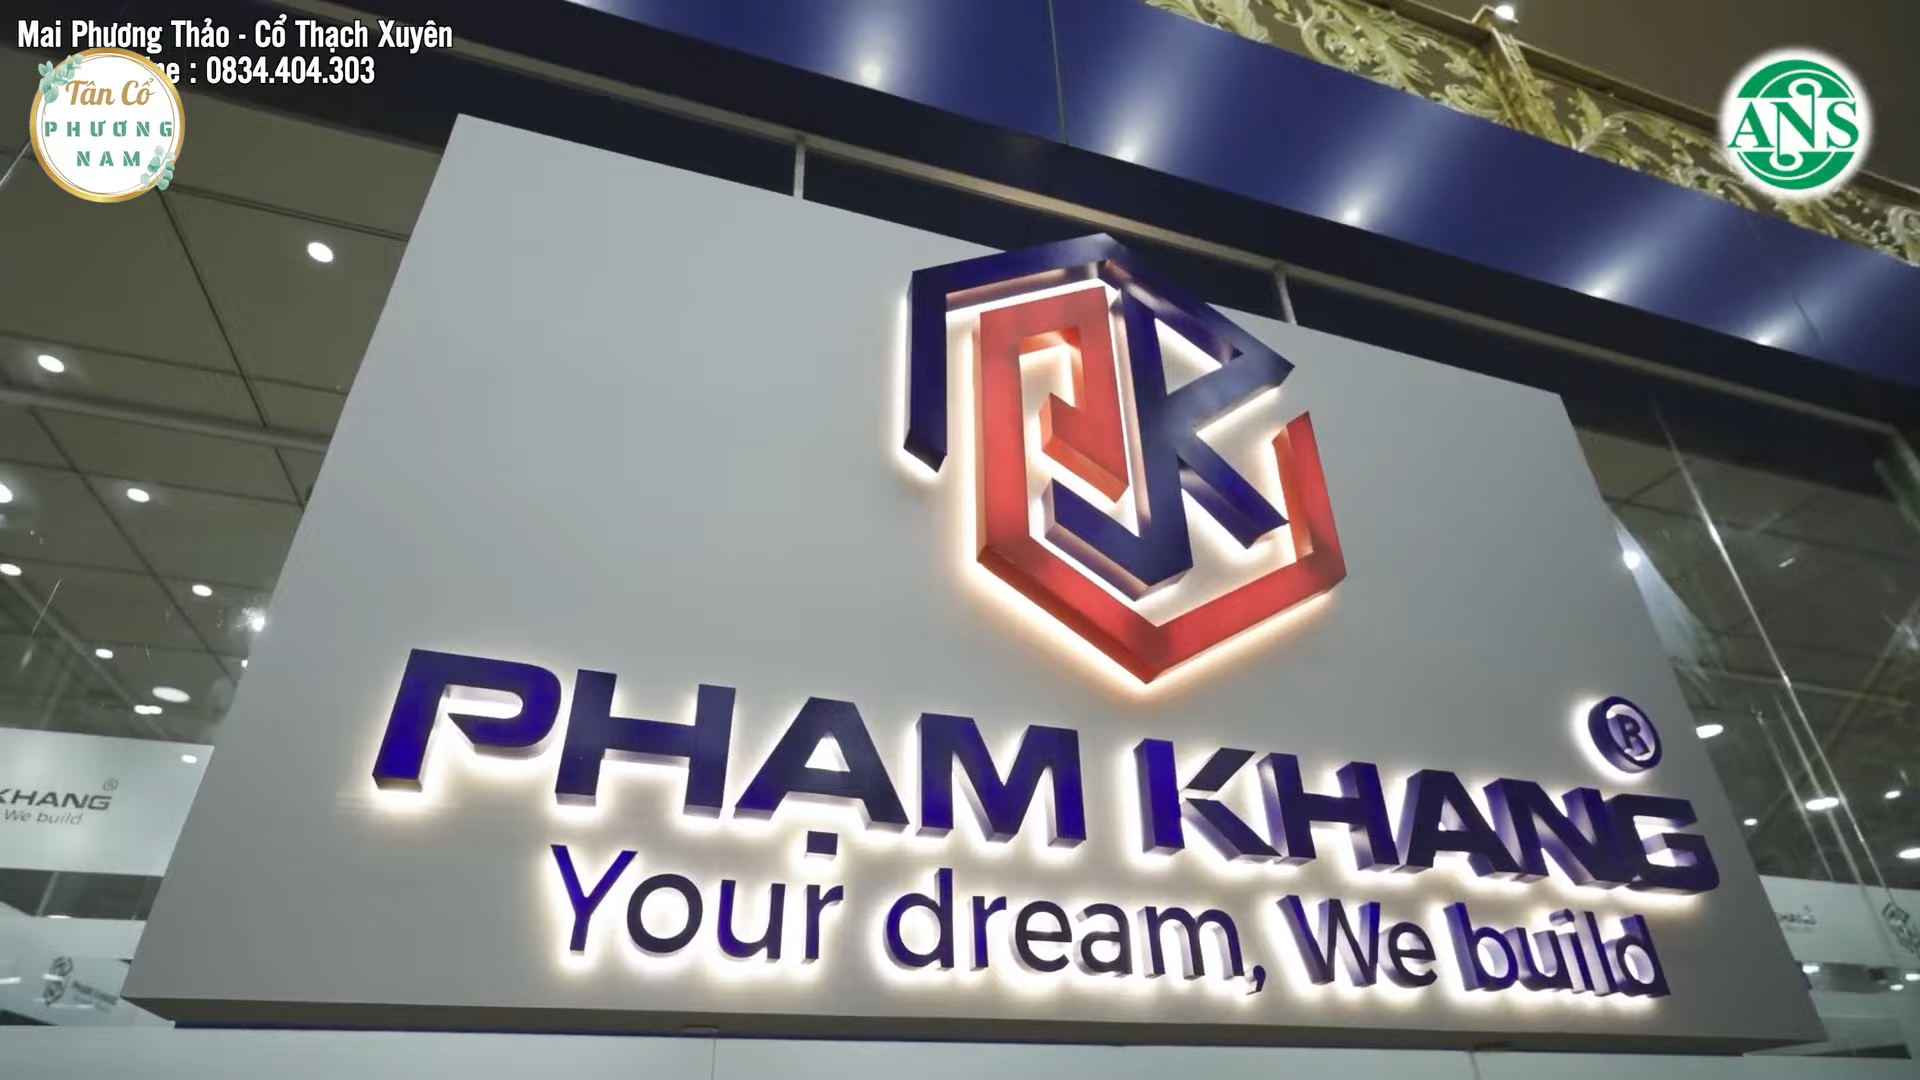 Mai Phương Thảo - Cổ Thạch Xuyên
ne : 0834.404.303
Tân Cổ
PHƯƠNG
NAM
ANS
PHẠM KHANG ®
Your dream, We build
KHANG ®
We build